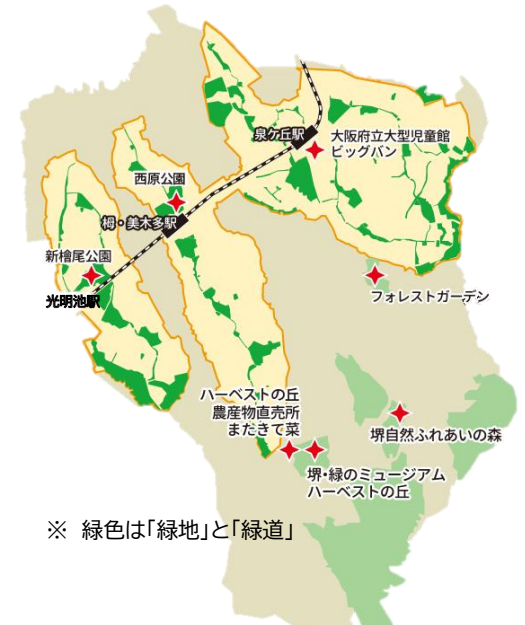 泉ケ丘駅
大阪府立大型児童館
ビッグバン
西原公園
栂・美木多駅
新檜尾公園
光明池駅
フォレストガーデン
ハーベストの丘
農産物直売所
またきて菜
堺自然ふれあいの森
堺・緑のミュージアム
ハーベストの丘
※ 緑色は「緑地」と「緑道」